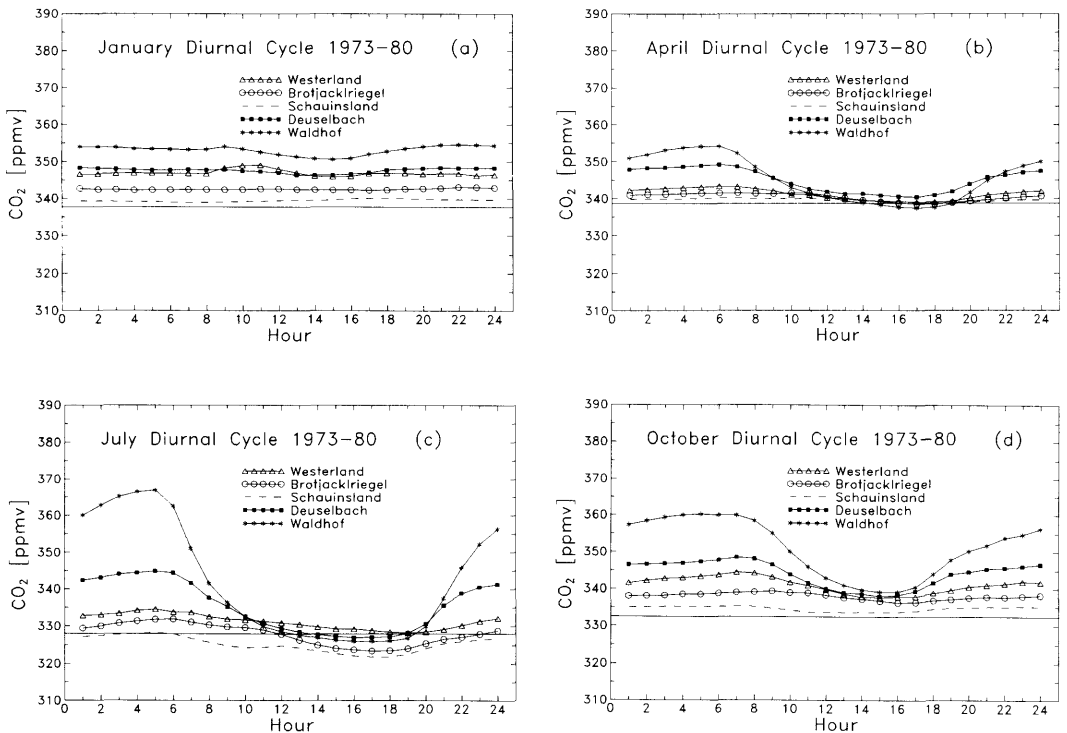 January Diurnal Cycle 1973-80 (a)
Westerland
Brotjacklriegel
Schauinsland
Deuselbach
Waldhof
CO2 [ppmv]
390
380
370
360
350
340
330
320
310
0 2 4 6 8 10 12 14 16 18 20 22 24
Hour
April Diurnal Cycle 1973-80 (b)
Westerland
Brotjacklriegel
Schauinsland
Deuselbach
Waldhof
CO2 [ppmv]
390
380
370
360
350
340
330
320
310
0 2 4 6 8 10 12 14 16 18 20 22 24
Hour
July Diurnal Cycle 1973-80 (c)
Westerland
Brotjacklriegel
Schauinsland
Deuselbach
Waldhof
CO2 [ppmv]
390
380
370
360
350
340
330
320
310
0 2 4 6 8 10 12 14 16 18 20 22 24
Hour
October Diurnal Cycle 1973-80 (d)
Westerland
Brotjacklriegel
Schauinsland
Deuselbach
Waldhof
CO2 [ppmv]
390
380
370
360
350
340
330
320
310
0 2 4 6 8 10 12 14 16 18 20 22 24
Hour